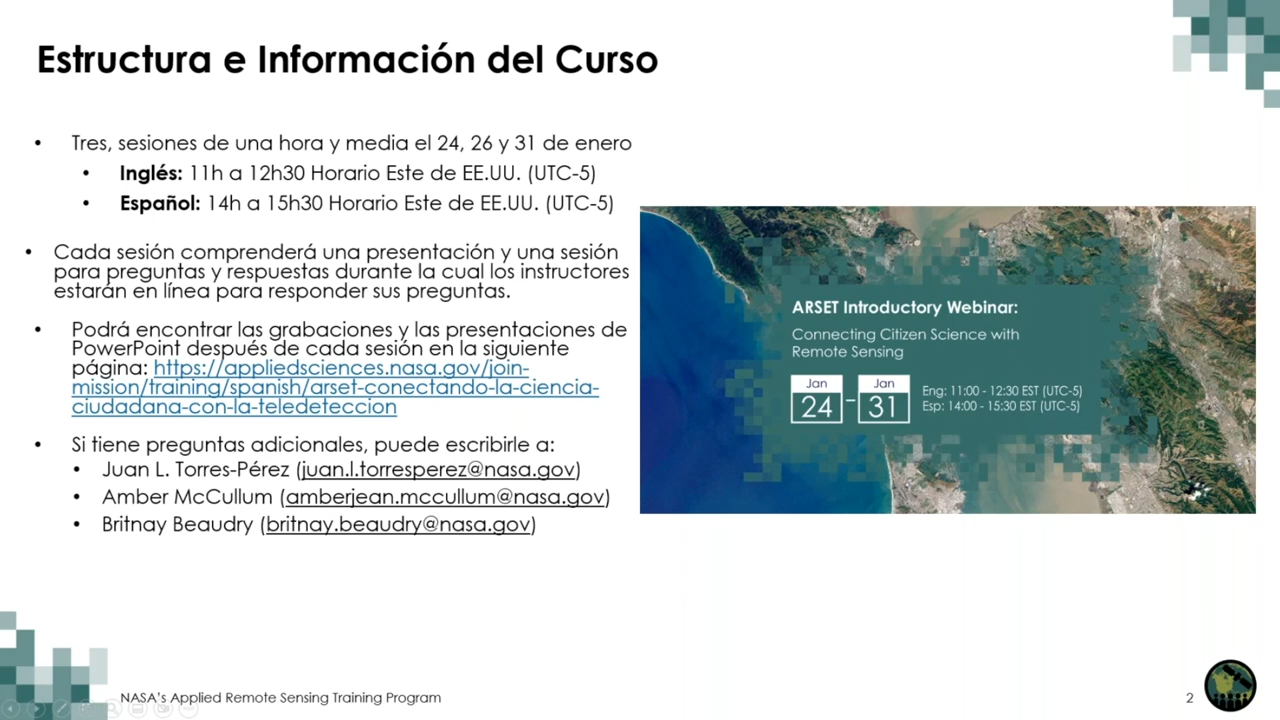 Estructura e Información del Curso
• Tres, sesiones de una hora y media el 24, 26 y 31 de enero
• Inglés: 11h a 12h30 Horario Este de EE.UU. (UTC-5)
• Español: 14h a 15h30 Horario Este de EE.UU. (UTC-5)
• Cada sesión comprenderá una presentación y una sesión
para preguntas y respuestas durante la cual los instructores
estarán en línea para responder sus preguntas.
• Podrá encontrar las grabaciones y las presentaciones de
PowerPoint después de cada sesión en la siguiente
página: https://appliedsciences.nasa.gov/join-
mission/training/spanish/arset-conectando-la-ciencia-
ciudadana-con-la-teledeteccion
• Si tiene preguntas adicionales, puede escribirle a:
• Juan L. Torres-Pérez (juan.l.torresperez@nasa.gov)
• Amber McCullum (amberjean.mccullum@nasa.gov)
• Britnay Beaudry (britnay.beaudry@nasa.gov)
ARSET Introductory Webinar:
Connecting Citizen Science with
Remote Sensing
Jan
24
–
Jan
31
Eng: 11:00 - 12:30 EST (UTC-5)
Esp: 14:00 - 15:30 EST (UTC-5)
NASA's Applied Remote Sensing Training Program
2